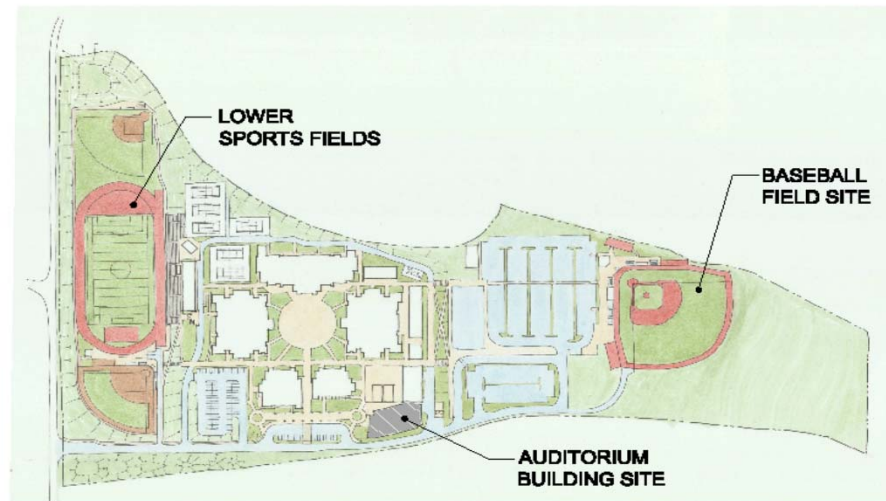 LOWER
SPORTS FIELDS
BASEBALL
FIELD SITE
AUDITORIUM
BUILDING SITE